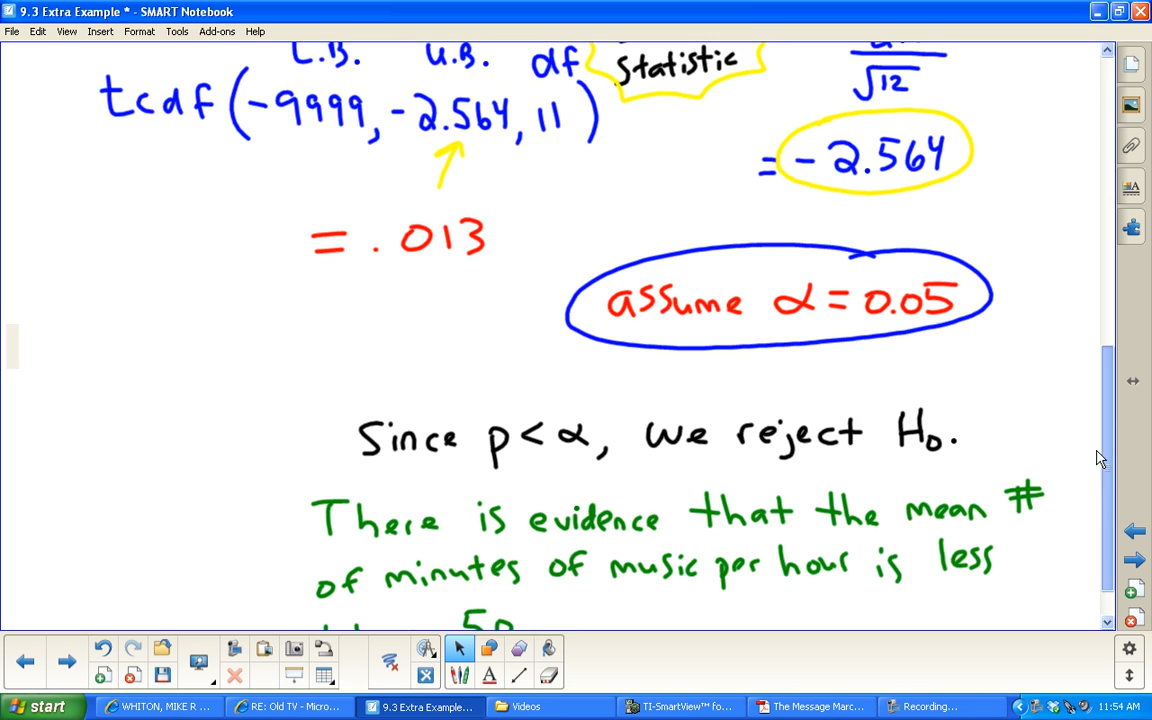 9.3 Extra Example * - SMART Notebook
File Edit View Insert Format Tools Add-ons Help
L.B. U.B. df
statistic
√12
tcdf(-9999, -2.564, 11)
= -2.564
= .013
assume α = 0.05
Since p < α, we reject H₀.
There is evidence that the mean #
of minutes of music per hour is less
50
start WHITON, MIKE R ... RE: Old TV - Micro... 9.3 Extra Example... Videos TI-SmartView™ fo... The Message Marc... Recording... 11:54 AM